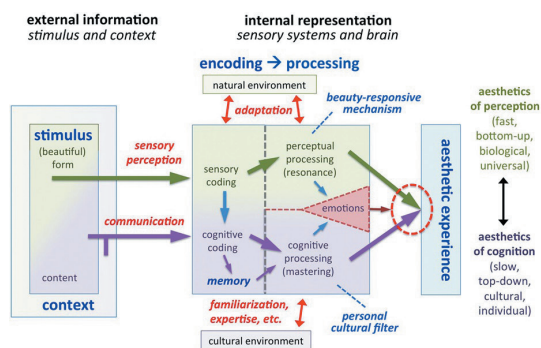 external information
stimulus and context
internal representation
sensory systems and brain
encoding → processing
natural environment
adaptation
beauty-responsive
mechanism
stimulus
(beautiful)
form
sensory
perception
sensory
coding
perceptual
processing
(resonance)
emotions
communication
cognitive
coding
cognitive
processing
(mastering)
memory
content
context
familiarization,
expertise, etc.
personal
cultural filter
cultural environment
aesthetic experience
aesthetics
of perception
(fast,
bottom-up,
biological,
universal)
aesthetics
of cognition
(slow,
top-down,
cultural,
individual)